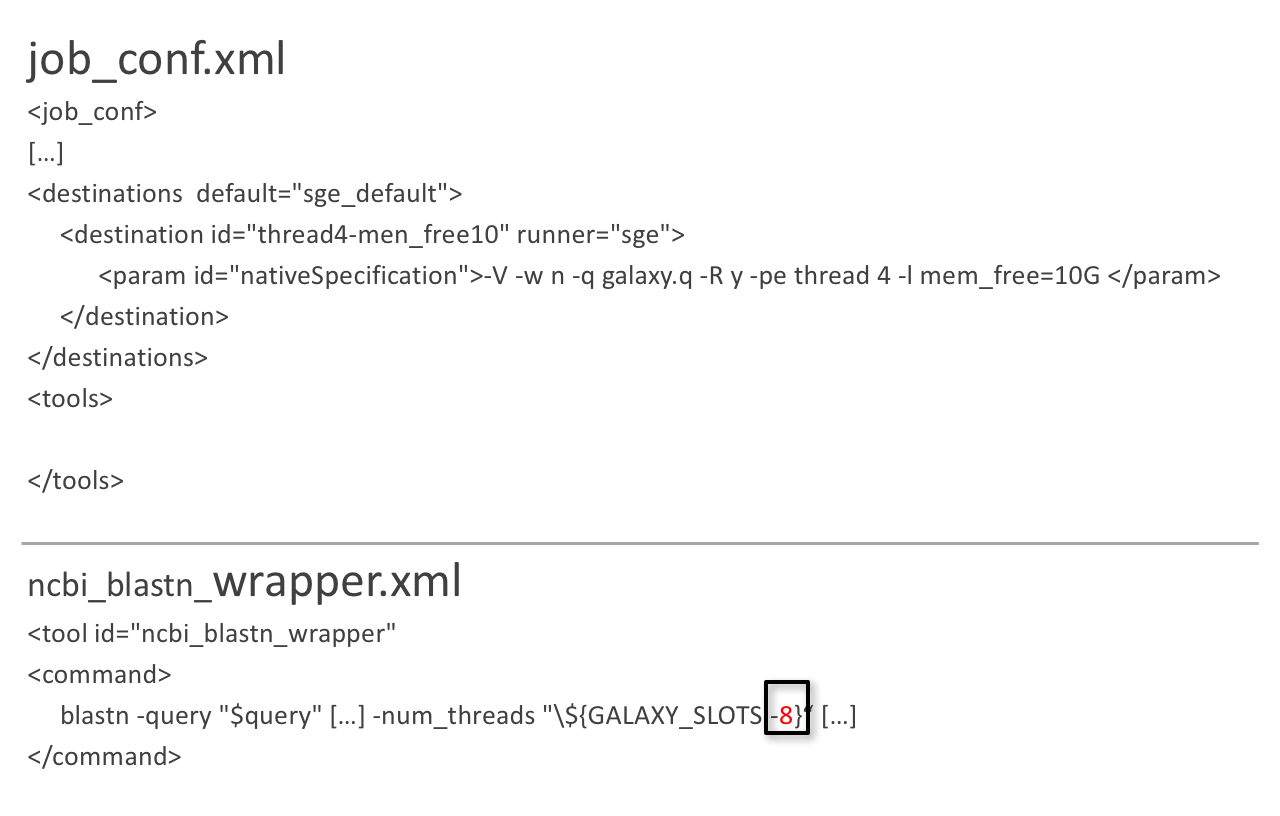 job_conf.xml
<job_conf>
[…]
<destinations  default="sge_default">
<destination id="thread4-men_free10" runner="sge">
<param id="nativeSpecification">-V -w n -q galaxy.q -R y -pe thread 4 -l mem_free=10G </param>
</destination>
</destinations>
<tools>
</tools>
ncbi_blastn_wrapper.xml
<tool id="ncbi_blastn_wrapper"
<command>
blastn -query "$query" […] -num_threads "\${GALAXY_SLOTS:-8}“ […]
</command>